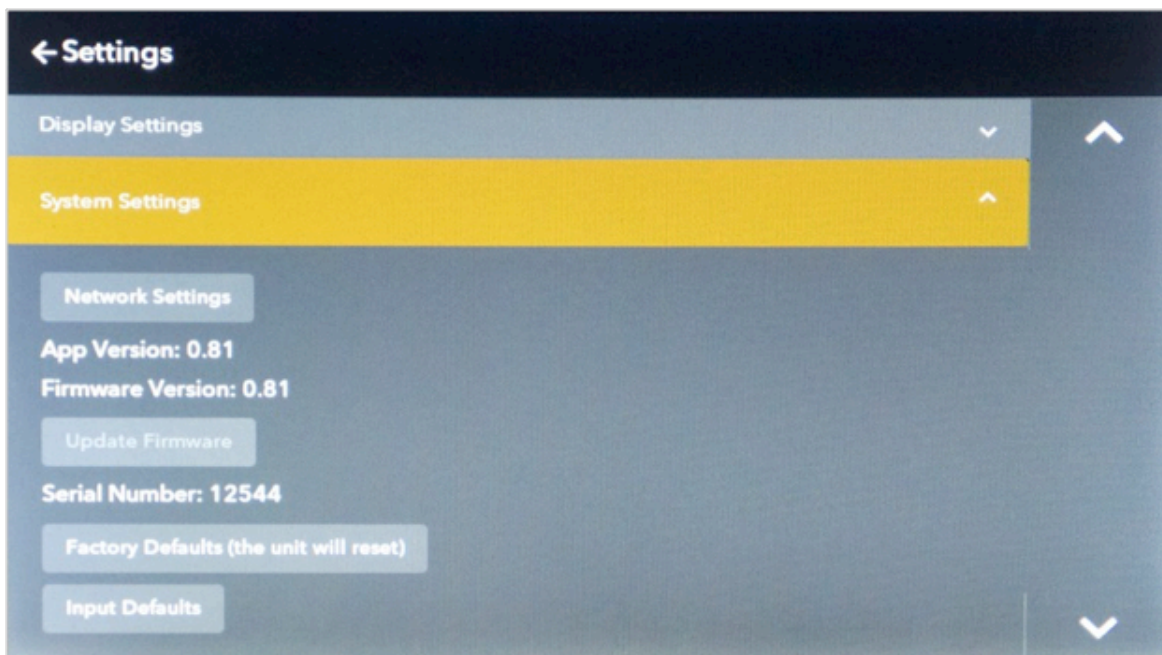 Settings
Display Settings
System Settings
Network Settings
App Version: 0.81
Firmware Version: 0.81
Update Firmware
Serial Number: 12544
Factory Defaults (the unit will reset)
Input Defaults